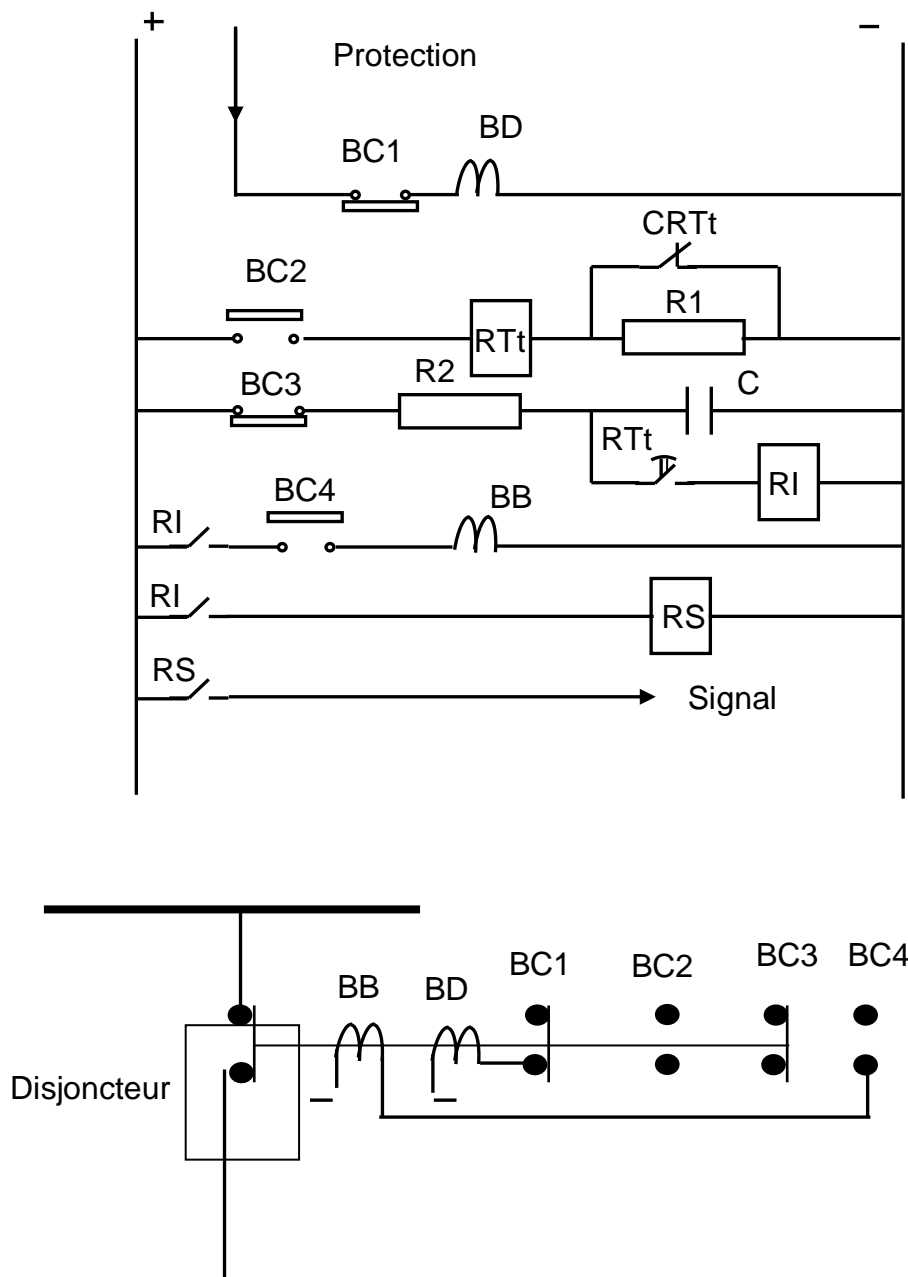 + –
Protection
BD
BC1
CRTt
BC2
R1
RTt
R2
BC3
C
RTt
BC4
BB
RI
RI
RI
RS
RS
Signal
BC1
BC2
BC3
BC4
BB
BD
Disjoncteur